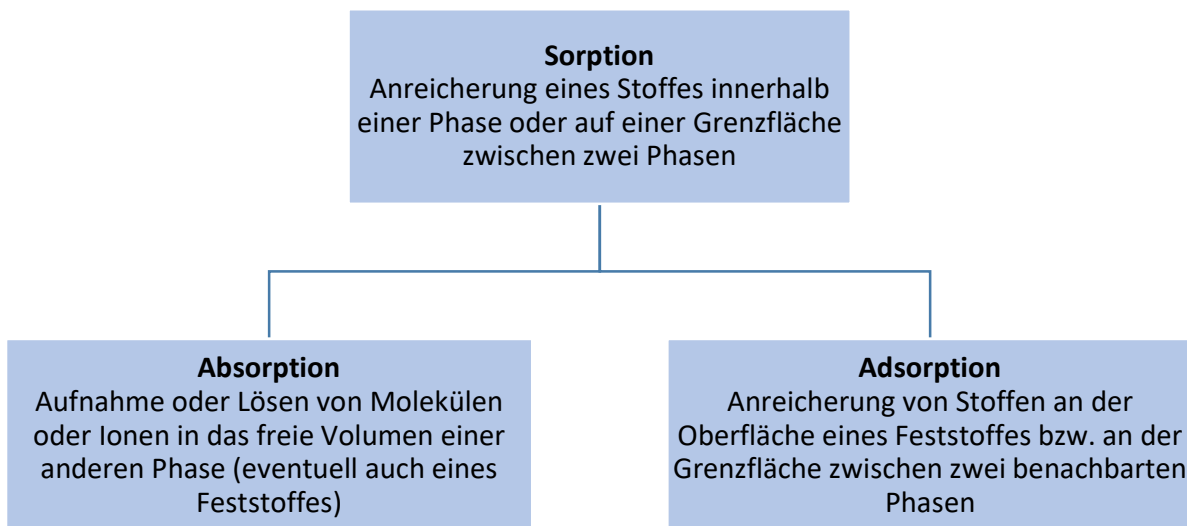 Sorption
Anreicherung eines Stoffes innerhalb
einer Phase oder auf einer Grenzfläche
zwischen zwei Phasen
Absorption
Aufnahme oder Lösen von Molekülen
oder Ionen in das freie Volumen einer
anderen Phase (eventuell auch eines
Feststoffes)
Adsorption
Anreicherung von Stoffen an der
Oberfläche eines Feststoffes bzw. an der
Grenzfläche zwischen zwei benachbarten
Phasen